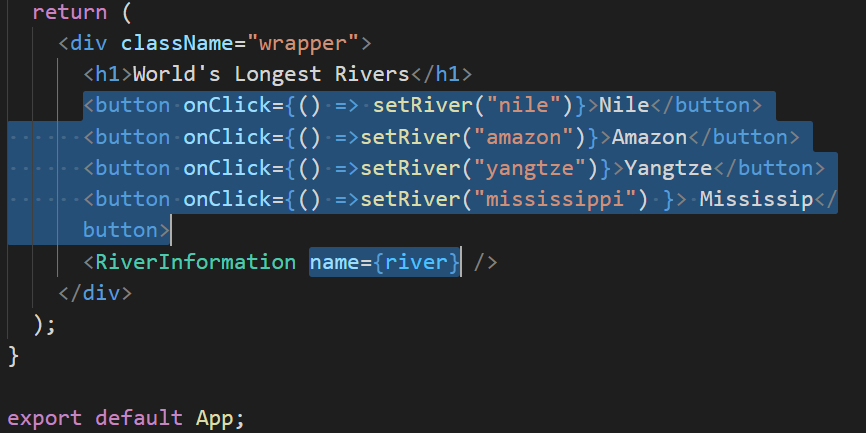 return (
<div className="wrapper">
<h1>World's Longest Rivers</h1>
<button onClick={() => setRiver("nile")}>Nile</button>
<button onClick={() =>setRiver("amazon")}>Amazon</button>
<button onClick={() =>setRiver("yangtze")}>Yangtze</button>
<button onClick={() =>setRiver("mississippi") }> Mississip</
button>
<RiverInformation name={river} />
</div>
);
}
export default App;